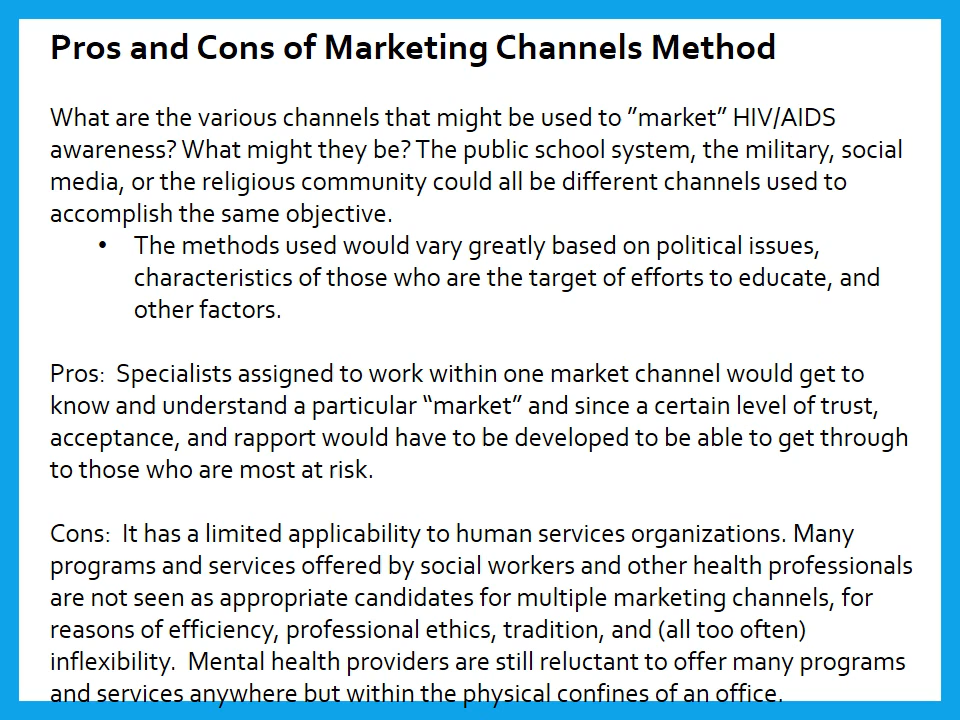 Pros and Cons of Marketing Channels Method
What are the various channels that might be used to ”market” HIV/AIDS
awareness? What might they be? The public school system, the military, social
media, or the religious community could all be different channels used to
accomplish the same objective.
• The methods used would vary greatly based on political issues,
characteristics of those who are the target of efforts to educate, and
other factors.
Pros:  Specialists assigned to work within one market channel would get to
know and understand a particular “market” and since a certain level of trust,
acceptance, and rapport would have to be developed to be able to get through
to those who are most at risk.
Cons:  It has a limited applicability to human services organizations. Many
programs and services offered by social workers and other health professionals
are not seen as appropriate candidates for multiple marketing channels, for
reasons of efficiency, professional ethics, tradition, and (all too often)
inflexibility.  Mental health providers are still reluctant to offer many programs
and services anywhere but within the physical confines of an office.